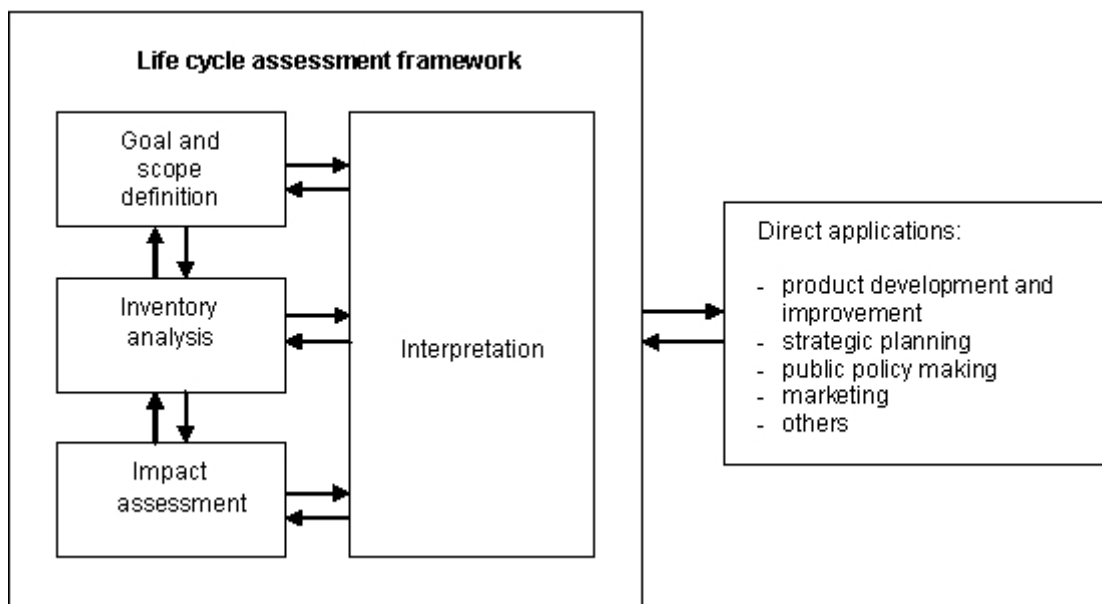 Life cycle assessment framework
Goal and
scope
definition
Inventory
analysis
Impact
assessment
Interpretation
Direct applications:
- product development and
improvement
- strategic planning
- public policy making
- marketing
- others